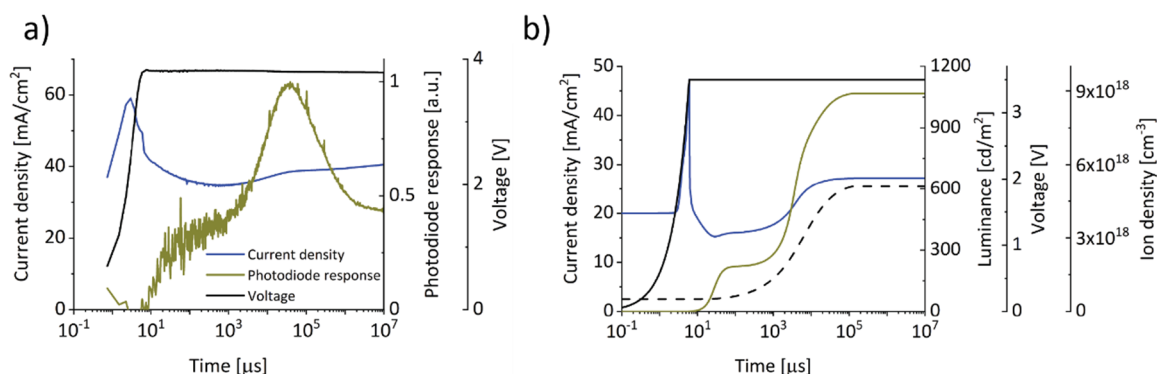 a)
Current density [mA/cm²]
60
40
20
0
10⁻¹ 10¹ 10³ 10⁵ 10⁷
Time [µs]
1
0.5
0
Photodiode response [a.u.]
4
2
0
Voltage [V]
Current density
Photodiode response
Voltage
b)
Current density [mA/cm²]
50
40
30
20
10
0
10⁻¹ 10¹ 10³ 10⁵ 10⁷
Time [µs]
1200
900
600
300
0
Luminance [cd/m²]
3
2
1
0
Voltage [V]
9x10¹⁸
6x10¹⁸
3x10¹⁸
0
Ion density [cm⁻³]